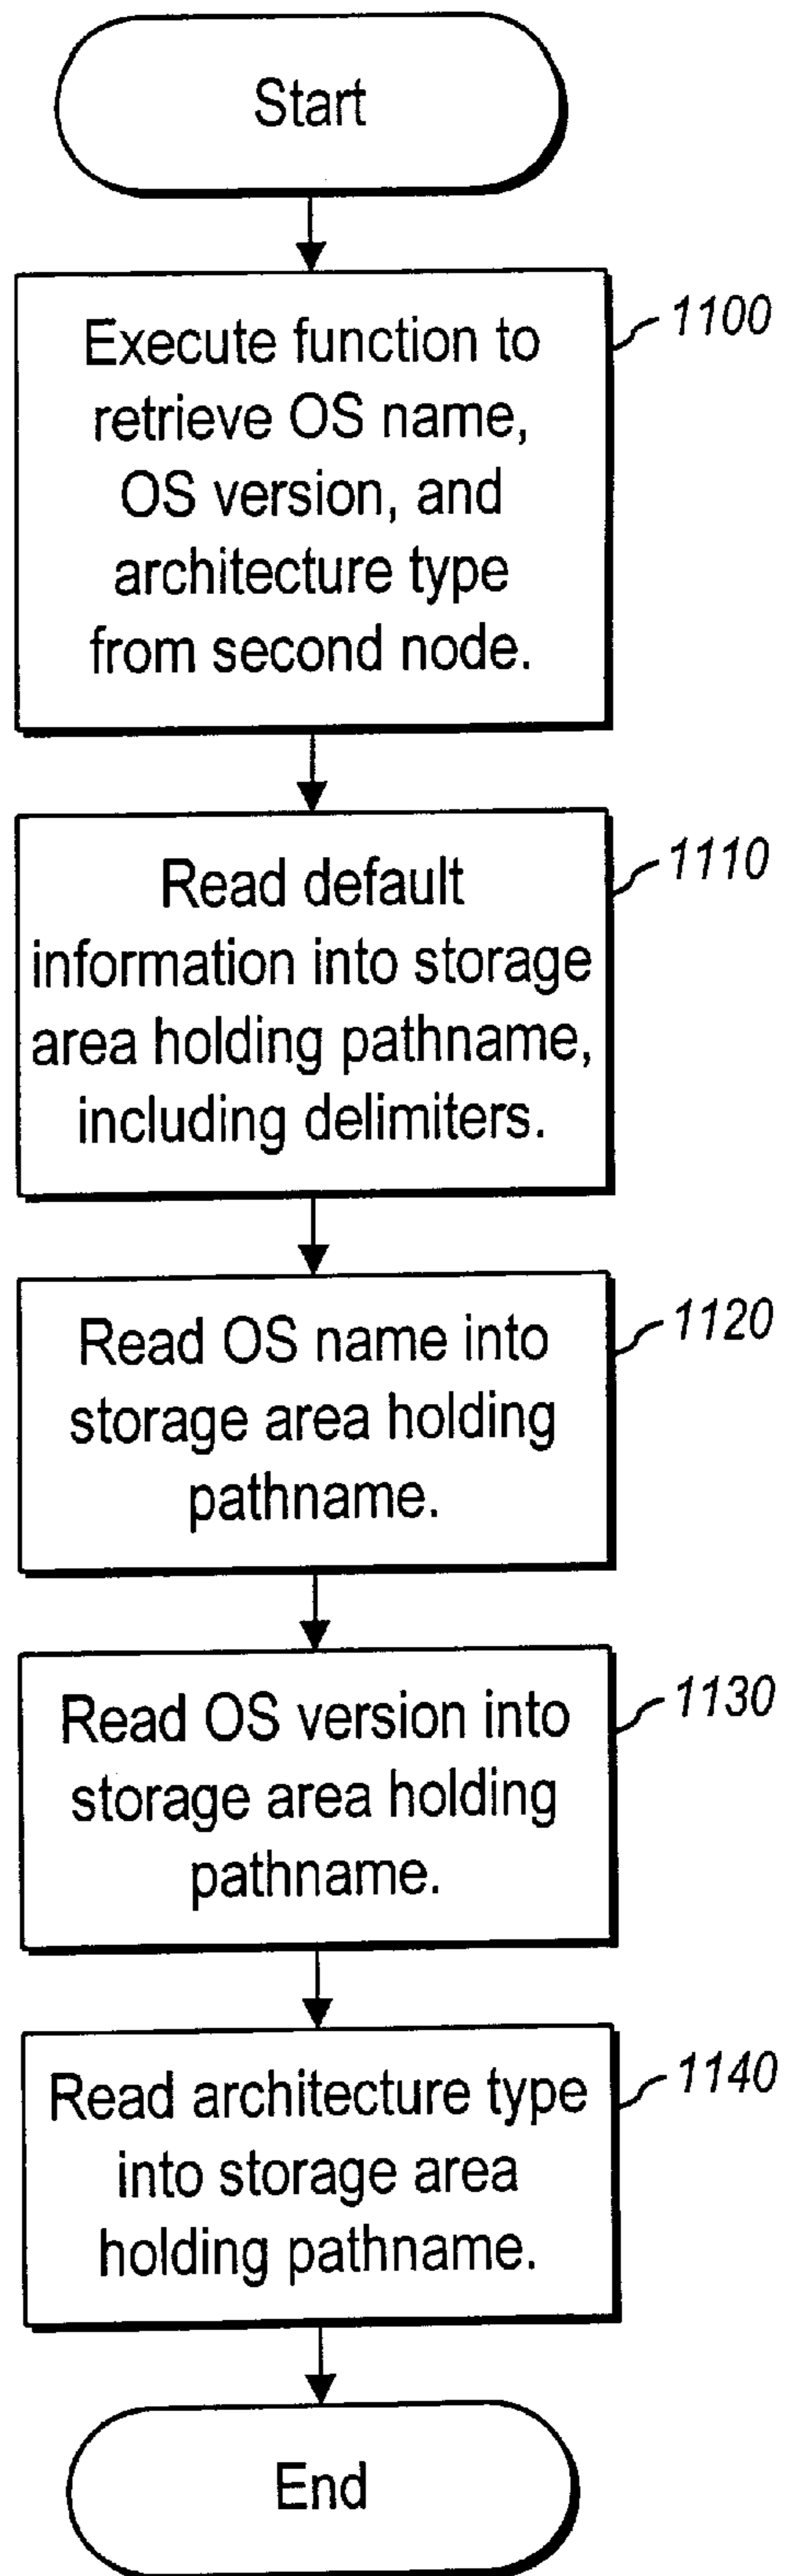 Start
1100
Execute function to
retrieve OS name,
OS version, and
architecture type
from second node.
1110
Read default
information into storage
area holding pathname,
including delimiters.
1120
Read OS name into
storage area holding
pathname.
1130
Read OS version into
storage area holding
pathname.
1140
Read architecture type
into storage area
holding pathname.
End